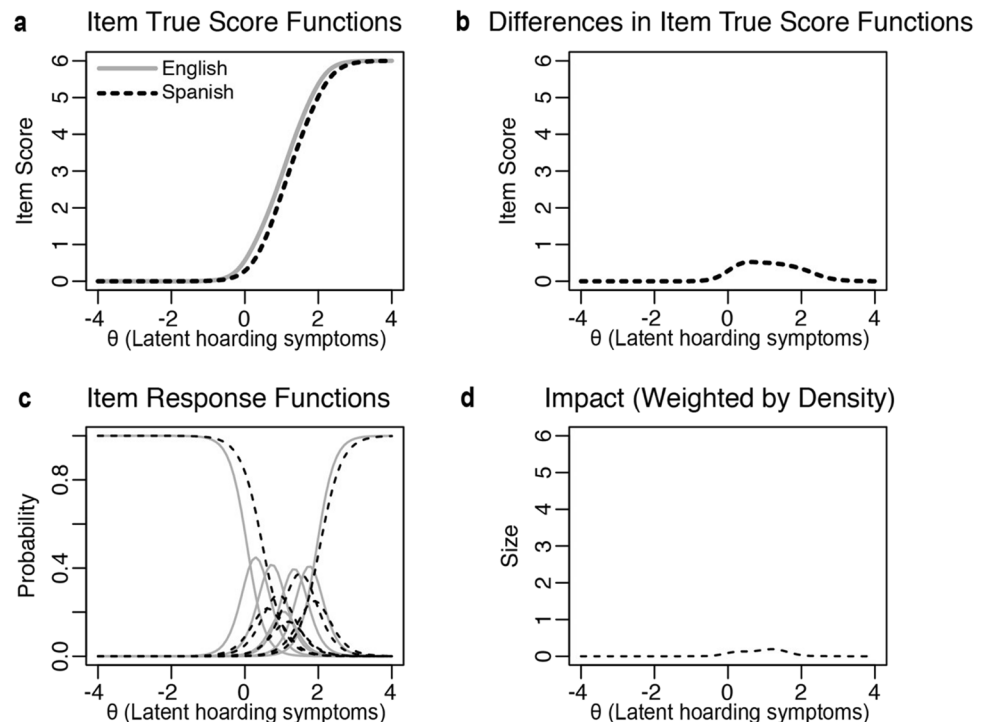 a Item True Score Functions
6
5
4
3
2
1
0
Item Score
English
Spanish
-4 -2 0 2 4
θ (Latent hoarding symptoms)
b Differences in Item True Score Functions
6
5
4
3
2
1
0
Item Score
-4 -2 0 2 4
θ (Latent hoarding symptoms)
c Item Response Functions
0.8
0.4
0.0
Probability
-4 -2 0 2 4
θ (Latent hoarding symptoms)
d Impact (Weighted by Density)
6
5
4
3
2
1
0
Size
-4 -2 0 2 4
θ (Latent hoarding symptoms)